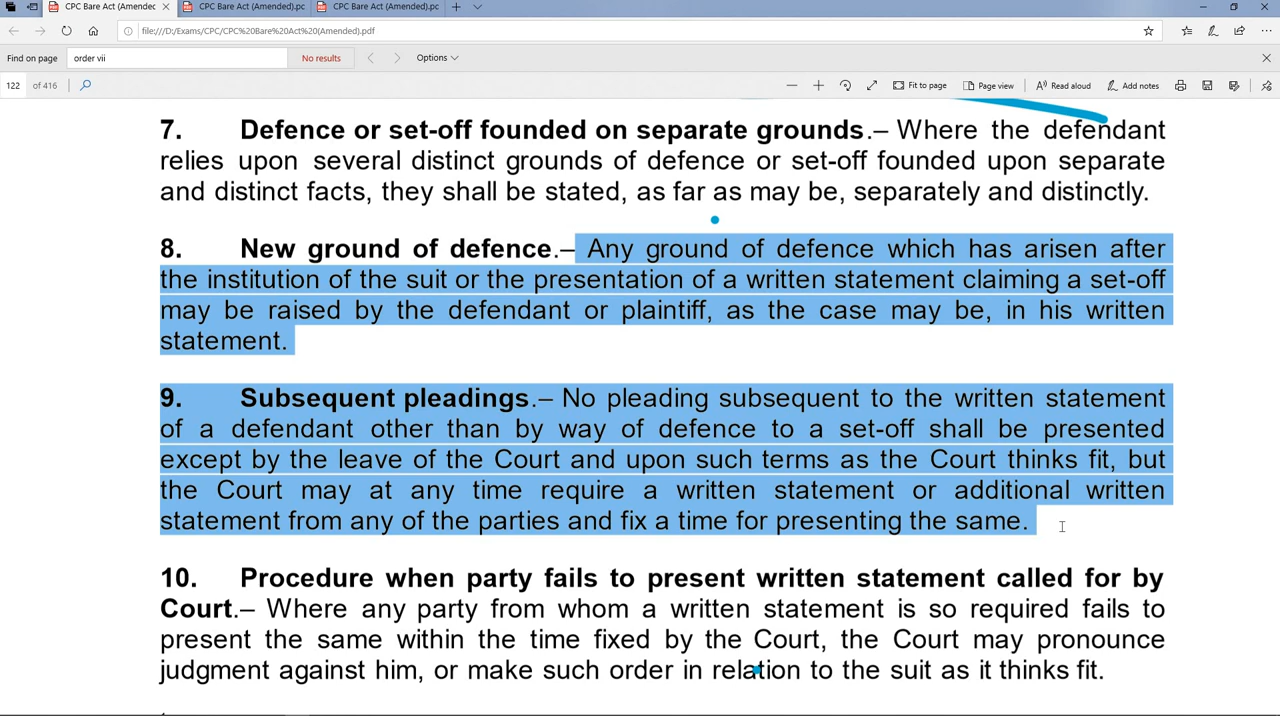 CPC Bare Act (Amended
CPC Bare Act (Amended).pc
CPC Bare Act (Amended).pc
file:///D:/Exams/CPC/CPC%20Bare%20Act%20(Amended).pdf
Find on page
order vii
No results
Options
122 of 416
Fit to page
Page view
Read aloud
Add notes
7. Defence or set-off founded on separate grounds.– Where the defendant
relies upon several distinct grounds of defence or set-off founded upon separate
and distinct facts, they shall be stated, as far as may be, separately and distinctly.
8. New ground of defence.– Any ground of defence which has arisen after
the institution of the suit or the presentation of a written statement claiming a set-off
may be raised by the defendant or plaintiff, as the case may be, in his written
statement.
9. Subsequent pleadings.– No pleading subsequent to the written statement
of a defendant other than by way of defence to a set-off shall be presented
except by the leave of the Court and upon such terms as the Court thinks fit, but
the Court may at any time require a written statement or additional written
statement from any of the parties and fix a time for presenting the same.
10. Procedure when party fails to present written statement called for by
Court.– Where any party from whom a written statement is so required fails to
present the same within the time fixed by the Court, the Court may pronounce
judgment against him, or make such order in relation to the suit as it thinks fit.